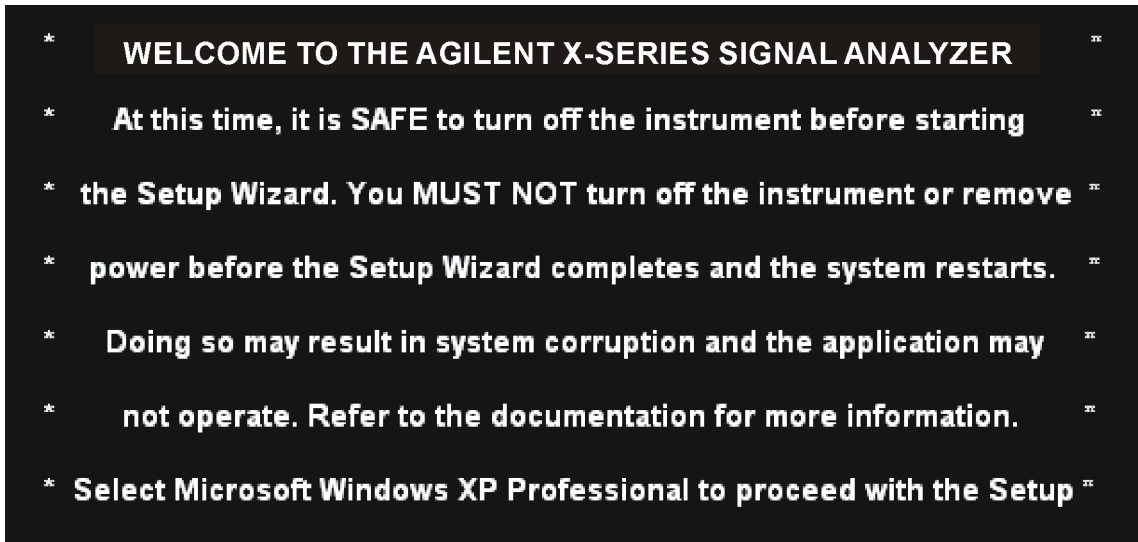 * WELCOME TO THE AGILENT X-SERIES SIGNAL ANALYZER *
* At this time, it is SAFE to turn off the instrument before starting *
* the Setup Wizard. You MUST NOT turn off the instrument or remove *
* power before the Setup Wizard completes and the system restarts. *
* Doing so may result in system corruption and the application may *
* not operate. Refer to the documentation for more information. *
* Select Microsoft Windows XP Professional to proceed with the Setup *